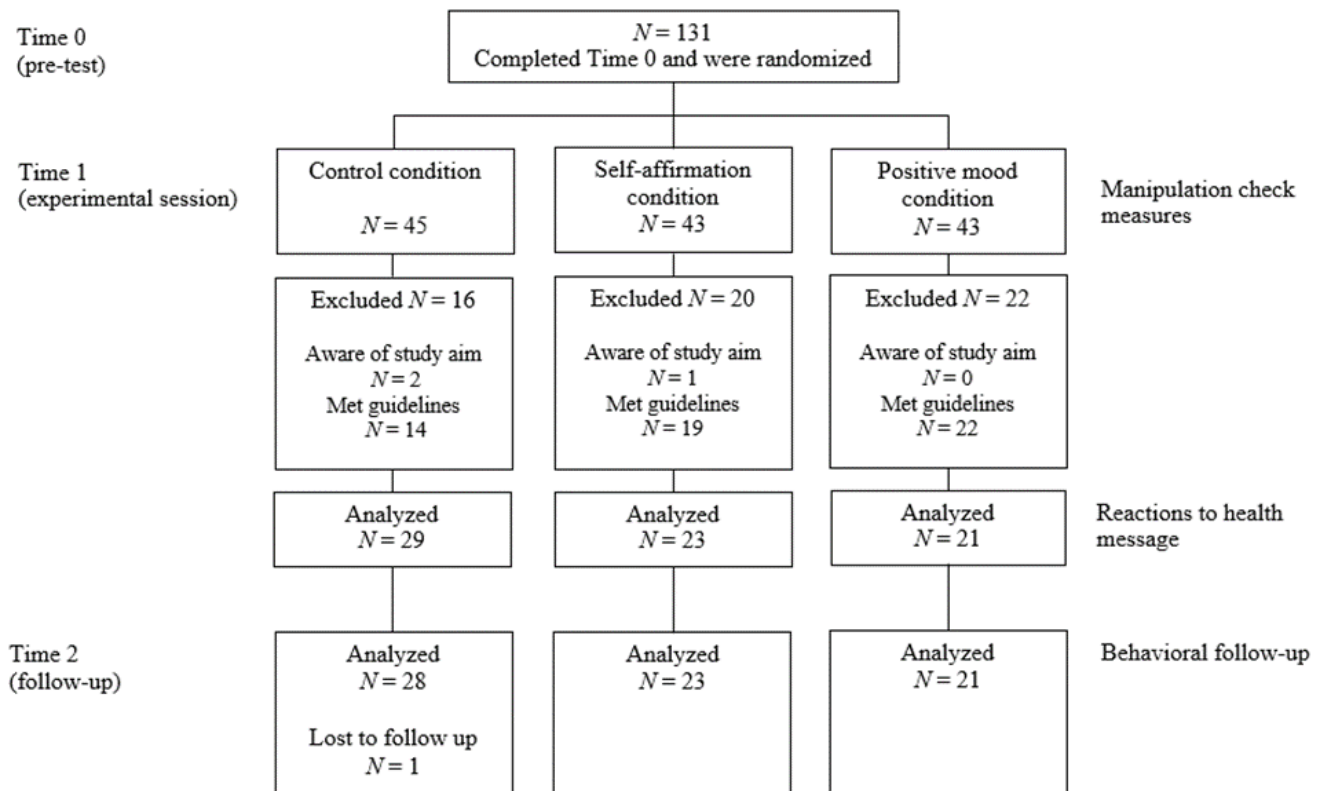 Time 0
(pre-test)
N = 131
Completed Time 0 and were randomized
Time 1
(experimental session)
Control condition
N = 45
Self-affirmation
condition
N = 43
Positive mood
condition
N = 43
Manipulation check
measures
Excluded N = 16
Aware of study aim
N = 2
Met guidelines
N = 14
Excluded N = 20
Aware of study aim
N = 1
Met guidelines
N = 19
Excluded N = 22
Aware of study aim
N = 0
Met guidelines
N = 22
Analyzed
N = 29
Analyzed
N = 23
Analyzed
N = 21
Reactions to health
message
Time 2
(follow-up)
Analyzed
N = 28
Lost to follow up
N = 1
Analyzed
N = 23
Analyzed
N = 21
Behavioral follow-up